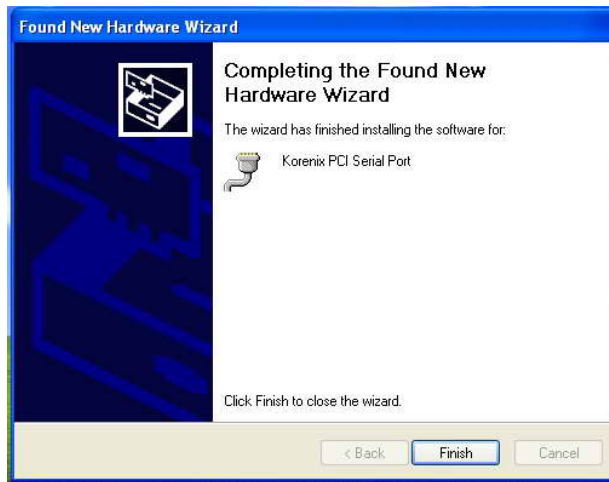 Found New Hardware Wizard
Completing the Found New
Hardware Wizard
The wizard has finished installing the software for:
Korenix PCI Serial Port
Click Finish to close the wizard.
< Back
Finish
Cancel